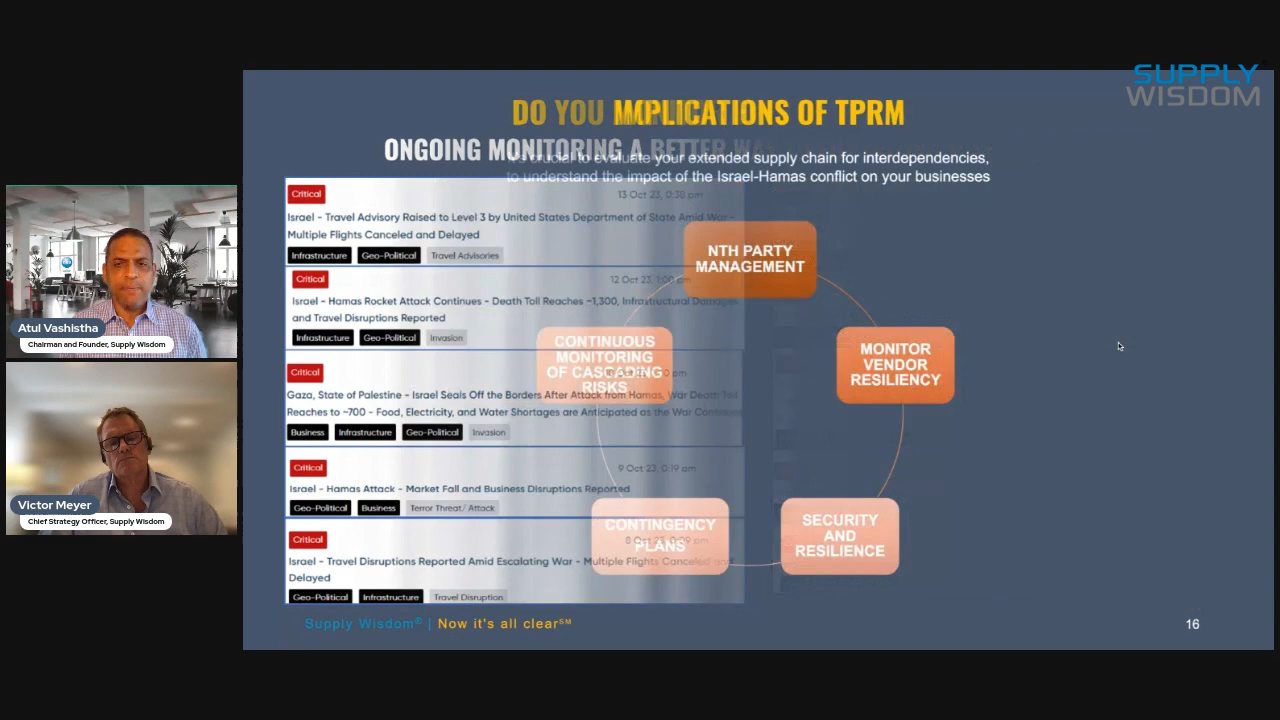 SUPPLY
WISDOM
DO YOU IMPLICATIONS OF TPRM
ONGOING MONITORING A BETTER WAY
It's crucial to evaluate your extended supply chain for interdependencies,
to understand the impact of the Israel-Hamas conflict on your businesses
Critical
13 Oct 23, 0:38 pm
Israel - Travel Advisory Raised to Level 3 by United States Department of State Amid War -
Multiple Flights Canceled and Delayed
Infrastructure Geo-Political Travel Advisories
Critical
12 Oct 23, 1:00 pm
Israel - Hamas Rocket Attack Continues - Death Toll Reaches ~1,300, Infrastructural Damages
and Travel Disruptions Reported
Infrastructure Geo-Political Invasion
Critical
pm
Gaza, State of Palestine - Israel Seals Off the Borders After Attack from Hamas, War Death Toll
Reaches to ~700 - Food, Electricity, and Water Shortages are Anticipated as the War Continues
Business Infrastructure Geo-Political Invasion
Critical
9 Oct 23, 0:19 pm
Israel - Hamas Attack - Market Fall and Business Disruptions Reported
Geo-Political Business Terror Threat/ Attack
Critical
Israel - Travel Disruptions Reported Amid Escalating War - Multiple Flights Canceled and
Delayed
Geo-Political Infrastructure Travel Disruption
NTH PARTY
MANAGEMENT
MONITOR
VENDOR
RESILIENCY
SECURITY
AND
RESILIENCE
CONTINGENCY
PLANS
CONTINUOUS
MONITORING
OF CASCADING
RISKS
Atul Vashistha
Chairman and Founder, Supply Wisdom
Victor Meyer
Chief Strategy Officer, Supply Wisdom
Supply Wisdom® | Now it's all clear℠
16